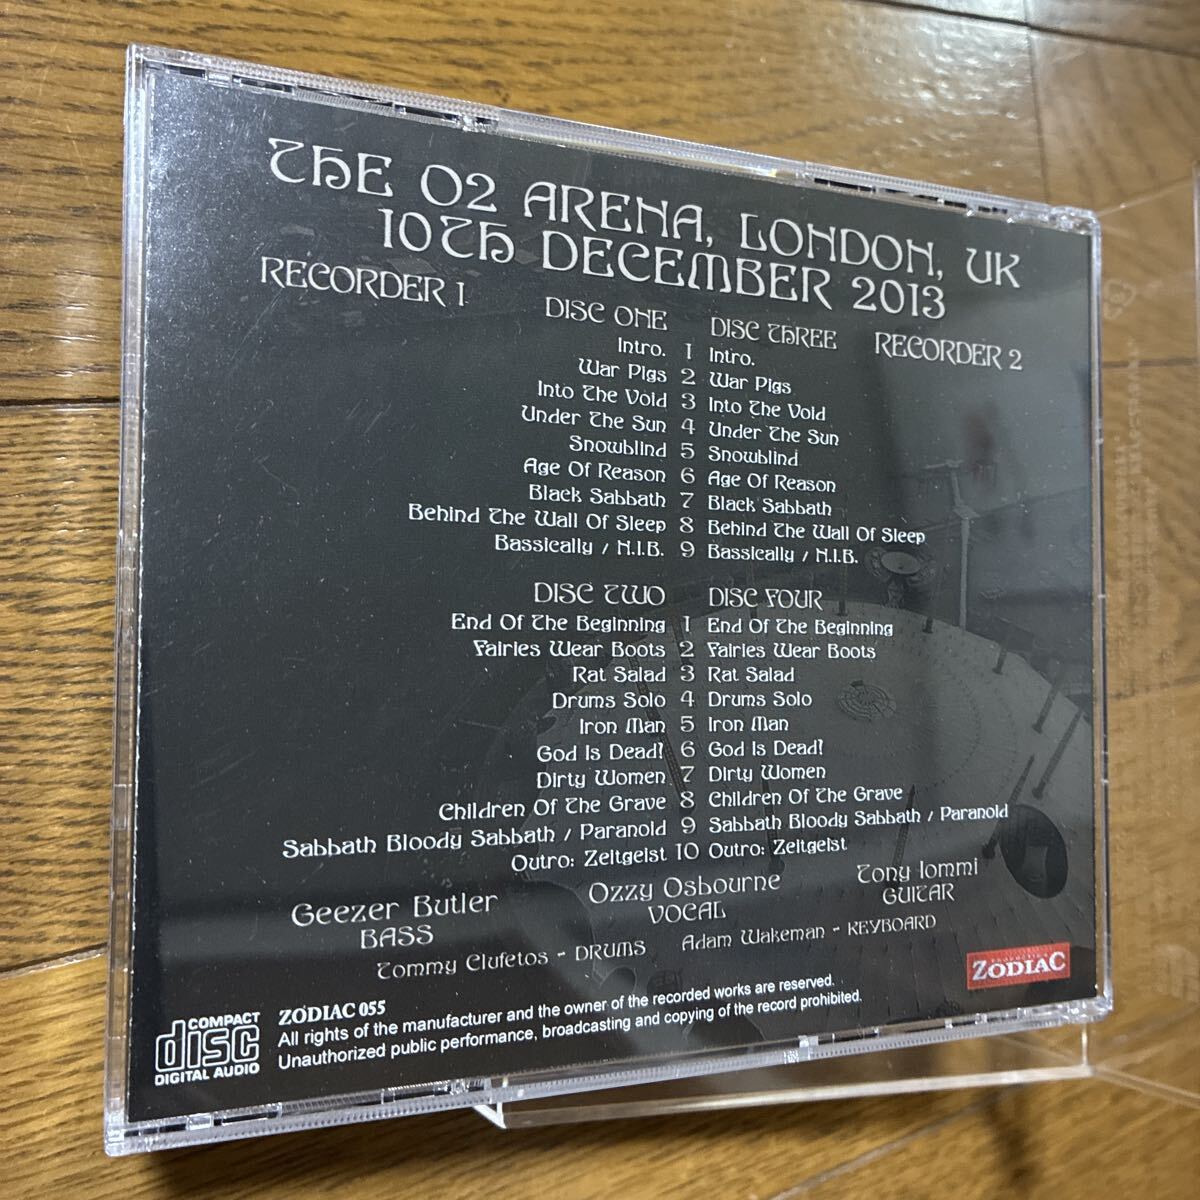 THE O2 ARENA, LONDON, UK
10TH DECEMBER 2013
RECORDER 1
DISC ONE
DISC THREE
RECORDER 2
Intro. 1 Intro.
War Pigs 2 War Pigs
Into The Void 3 Into The Void
Under The Sun 4 Under The Sun
Snowblind 5 Snowblind
Age Of Reason 6 Age Of Reason
Black Sabbath 7 Black Sabbath
Behind The Wall Of Sleep 8 Behind The Wall Of Sleep
Bassically / N.I.B. 9 Bassically / N.I.B.
DISC TWO
DISC FOUR
End Of The Beginning 1 End Of The Beginning
Fairies Wear Boots 2 Fairies Wear Boots
Rat Salad 3 Rat Salad
Drums Solo 4 Drums Solo
Iron Man 5 Iron Man
God Is Dead? 6 God Is Dead?
Dirty Women 7 Dirty Women
Children Of The Grave 8 Children Of The Grave
Sabbath Bloody Sabbath / Paranoid 9 Sabbath Bloody Sabbath / Paranoid
Outro: Zeitgeist 10 Outro: Zeitgeist
Geezer Butler
BASS
Ozzy Osbourne
VOCAL
Tony Iommi
GUITAR
Tommy Clufetos - DRUMS
Adam Wakeman - KEYBOARD
ZODIAC
COMPACT
disc
DIGITAL AUDIO
ZODIAC 055
All rights of the manufacturer and the owner of the recorded works are reserved.
Unauthorized public performance, broadcasting and copying of the record prohibited.